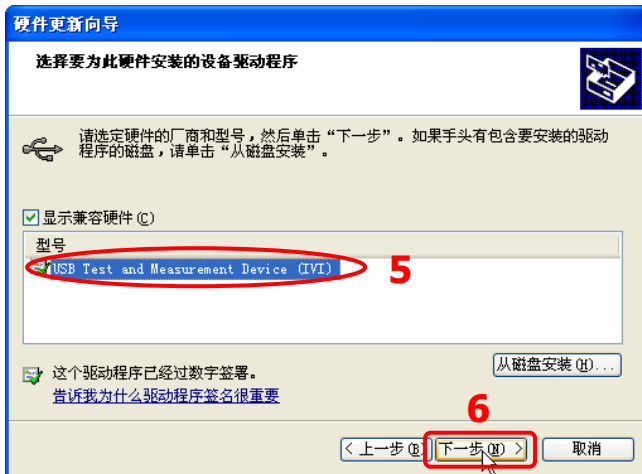 硬件更新向导
选择要为此硬件安装的设备驱动程序
请选定硬件的厂商和型号，然后单击“下一步”。如果手头有包含要安装的驱动
程序的磁盘，请单击“从磁盘安装”。
显示兼容硬件(C)
型号
USB Test and Measurement Device (IVI)
5
这个驱动程序已经过数字签署。
从磁盘安装(H)...
告诉我为什么驱动程序签名很重要
6
< 上一步(B)
下一步(N) >
取消